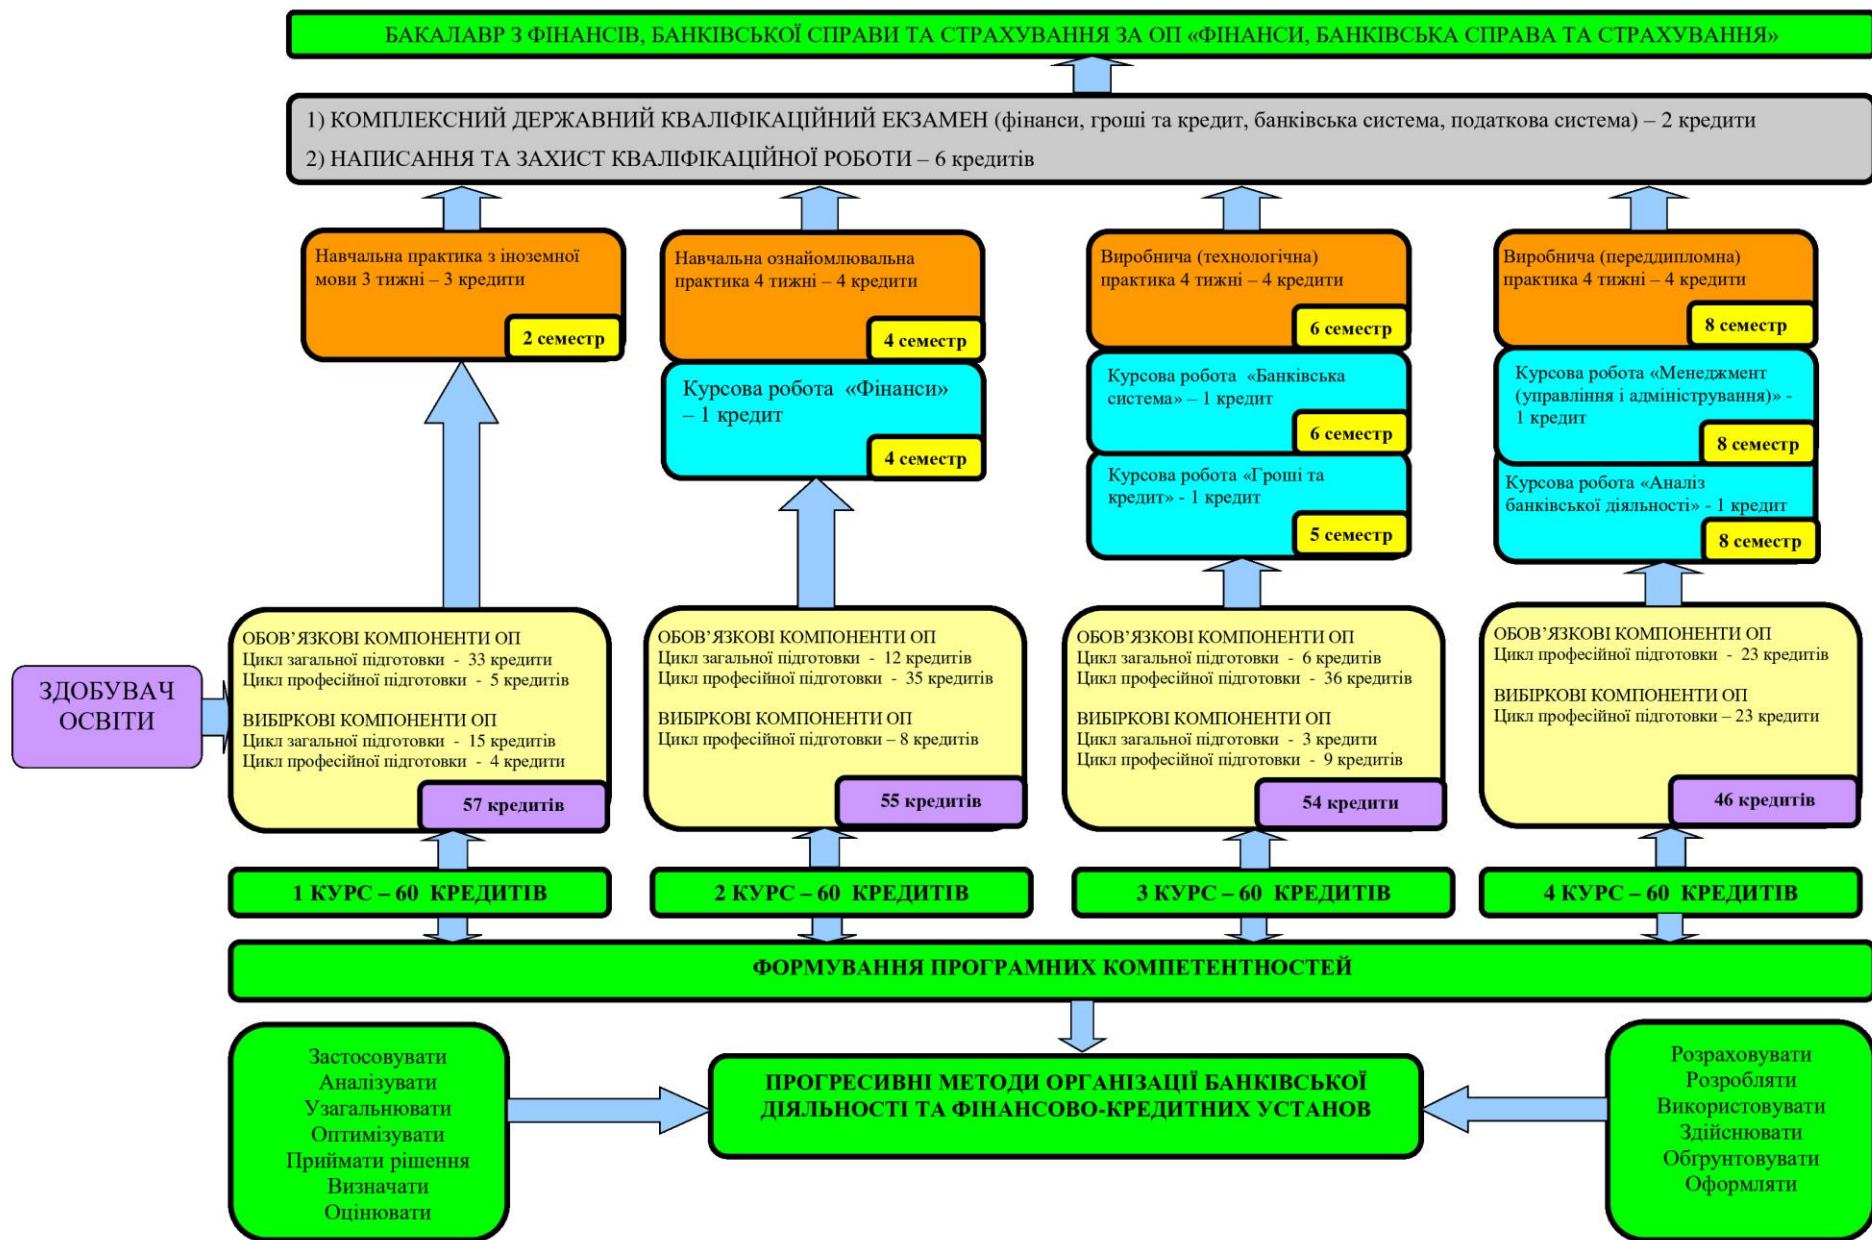 БАКАЛАВР З ФІНАНСІВ, БАНКІВСЬКОЇ СПРАВИ ТА СТРАХУВАННЯ ЗА ОП «ФІНАНСИ, БАНКІВСЬКА СПРАВА ТА СТРАХУВАННЯ»
1) КОМПЛЕКСНИЙ ДЕРЖАВНИЙ КВАЛІФІКАЦІЙНИЙ ЕКЗАМЕН (фінанси, гроші та кредит, банківська система, податкова система) – 2 кредити
2) НАПИСАННЯ ТА ЗАХИСТ КВАЛІФІКАЦІЙНОЇ РОБОТИ – 6 кредитів
Навчальна практика з іноземної
мови 3 тижні – 3 кредити
2 семестр
Навчальна ознайомлювальна
практика 4 тижні – 4 кредити
4 семестр
Курсова робота «Фінанси»
– 1 кредит
4 семестр
Виробнича (технологічна)
практика 4 тижні – 4 кредити
6 семестр
Курсова робота «Банківська
система» – 1 кредит
6 семестр
Курсова робота «Гроші та
кредит» - 1 кредит
5 семестр
Виробнича (переддипломна)
практика 4 тижні – 4 кредити
8 семестр
Курсова робота «Менеджмент
(управління і адміністрування)» -
1 кредит
8 семестр
Курсова робота «Аналіз
банківської діяльності» - 1 кредит
8 семестр
ЗДОБУВАЧ
ОСВІТИ
ОБОВ’ЯЗКОВІ КОМПОНЕНТИ ОП
Цикл загальної підготовки - 33 кредити
Цикл професійної підготовки - 5 кредитів
ВИБІРКОВІ КОМПОНЕНТИ ОП
Цикл загальної підготовки - 15 кредитів
Цикл професійної підготовки - 4 кредити
57 кредитів
ОБОВ’ЯЗКОВІ КОМПОНЕНТИ ОП
Цикл загальної підготовки - 12 кредитів
Цикл професійної підготовки - 35 кредитів
ВИБІРКОВІ КОМПОНЕНТИ ОП
Цикл професійної підготовки – 8 кредитів
55 кредитів
ОБОВ’ЯЗКОВІ КОМПОНЕНТИ ОП
Цикл загальної підготовки - 6 кредитів
Цикл професійної підготовки - 36 кредитів
ВИБІРКОВІ КОМПОНЕНТИ ОП
Цикл загальної підготовки - 3 кредити
Цикл професійної підготовки - 9 кредитів
54 кредити
ОБОВ’ЯЗКОВІ КОМПОНЕНТИ ОП
Цикл професійної підготовки - 23 кредитів
ВИБІРКОВІ КОМПОНЕНТИ ОП
Цикл професійної підготовки – 23 кредити
46 кредитів
1 КУРС – 60 КРЕДИТІВ
2 КУРС – 60 КРЕДИТІВ
3 КУРС – 60 КРЕДИТІВ
4 КУРС – 60 КРЕДИТІВ
ФОРМУВАННЯ ПРОГРАМНИХ КОМПЕТЕНТНОСТЕЙ
Застосовувати
Аналізувати
Узагальнювати
Оптимізувати
Приймати рішення
Визначати
Оцінювати
ПРОГРЕСИВНІ МЕТОДИ ОРГАНІЗАЦІЇ БАНКІВСЬКОЇ
ДІЯЛЬНОСТІ ТА ФІНАНСОВО-КРЕДИТНИХ УСТАНОВ
Розраховувати
Розробляти
Використовувати
Здійснювати
Обґрунтовувати
Оформляти